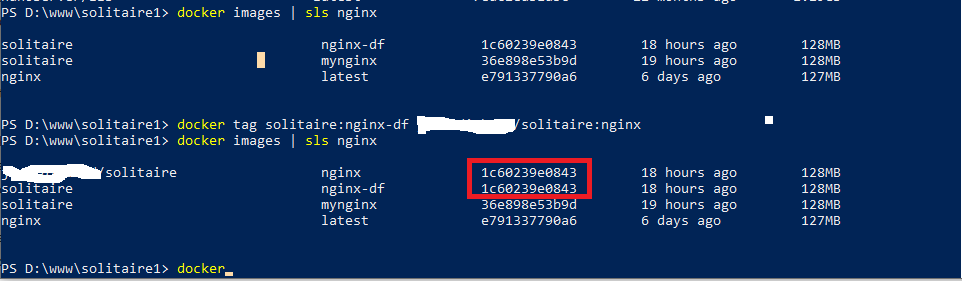 PS D:\www\solitaire1> docker images | sls nginx
solitaire nginx-df 1c60239e0843 18 hours ago 128MB
solitaire mynginx 36e898e53b9d 19 hours ago 128MB
nginx latest e791337790a6 6 days ago 127MB
PS D:\www\solitaire1> docker tag solitaire:nginx-df /solitaire:nginx
PS D:\www\solitaire1> docker images | sls nginx
/solitaire nginx 1c60239e0843 18 hours ago 128MB
solitaire nginx-df 1c60239e0843 18 hours ago 128MB
solitaire mynginx 36e898e53b9d 19 hours ago 128MB
nginx latest e791337790a6 6 days ago 127MB
PS D:\www\solitaire1> docker_